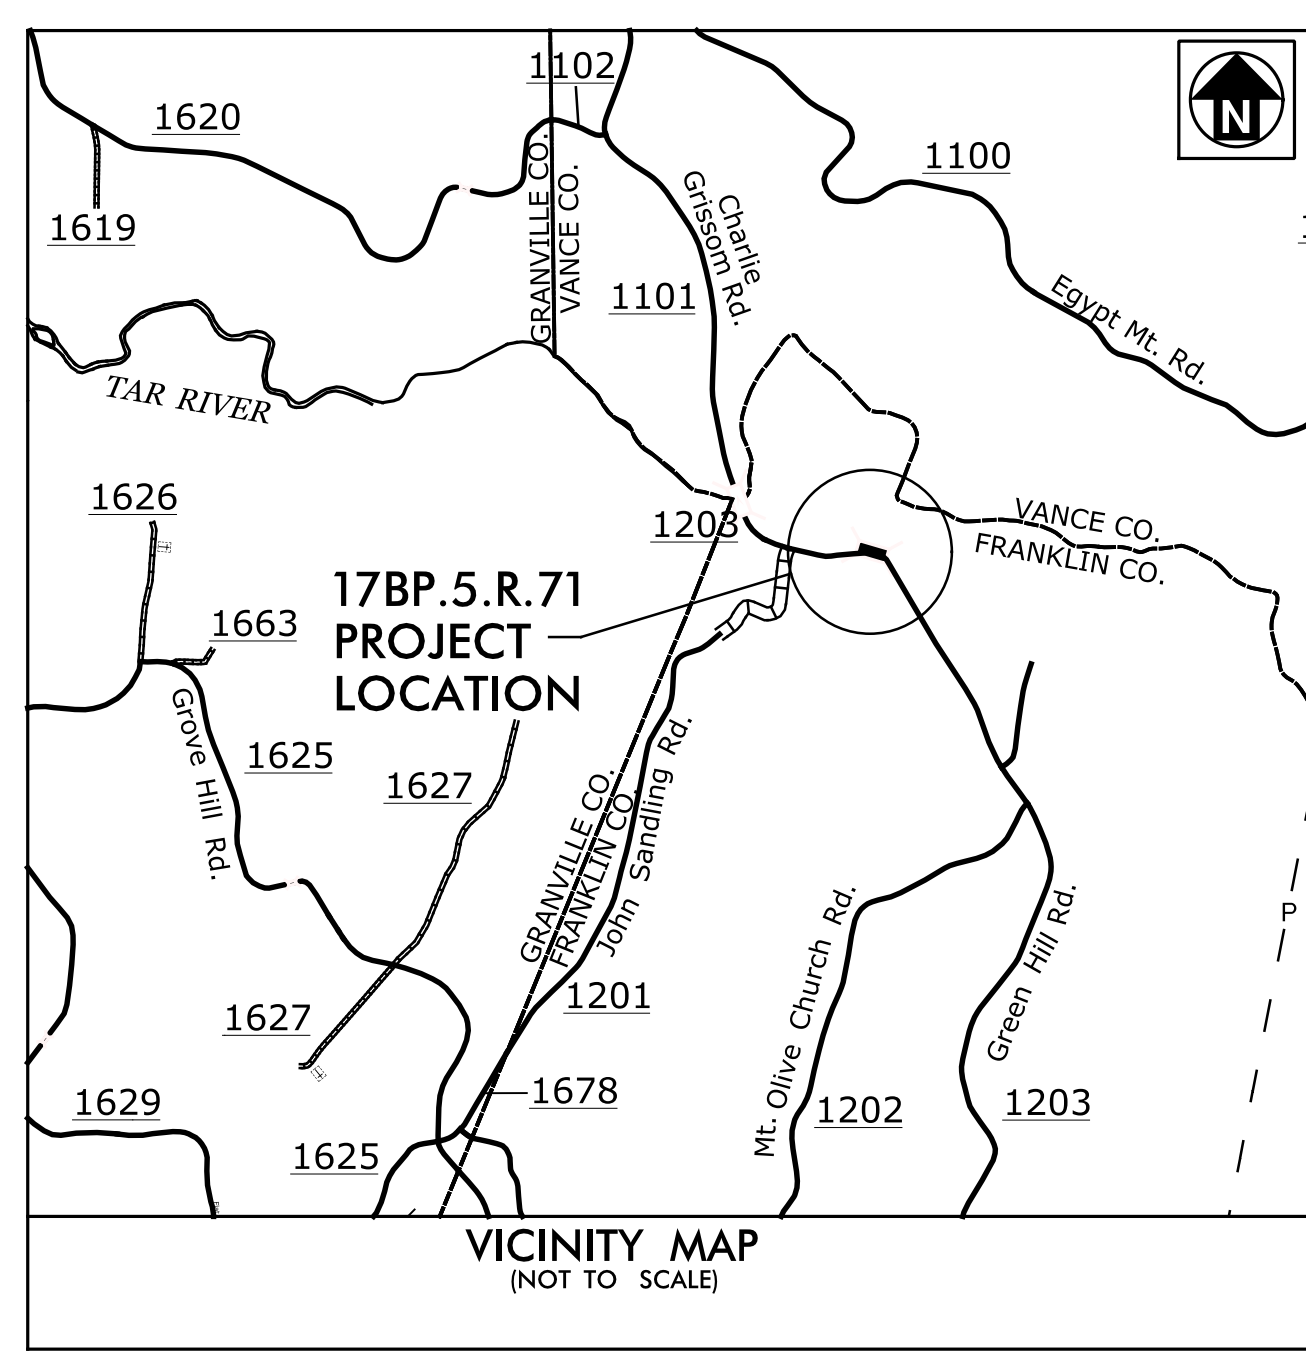 1102
1620
N
1100
1619
GRANVILLE CO.
VANCE CO.
Charlie
Grissom Rd.
1101
Egypt Mt. Rd.
TAR RIVER
1626
1203
VANCE CO.
FRANKLIN CO.
17BP.5.R.71
PROJECT
LOCATION
1663
Grove Hill Rd.
1625
1627
GRANVILLE CO.
FRANKLIN CO.
John Sandling Rd.
P
Mt. Olive Church Rd.
Green Hill Rd.
1201
1627
1678
1629
1202
1203
1625
VICINITY MAP
(NOT TO SCALE)